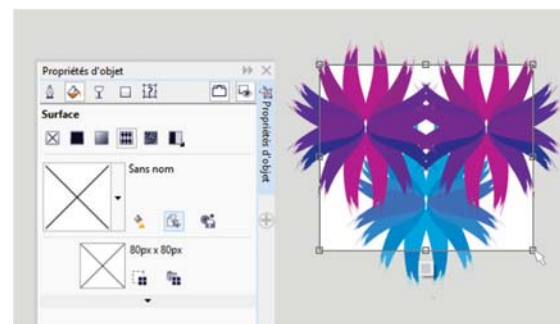 Propriétés d'objet
Surface
Sans nom
80px x 80px
Propriétés d'objet